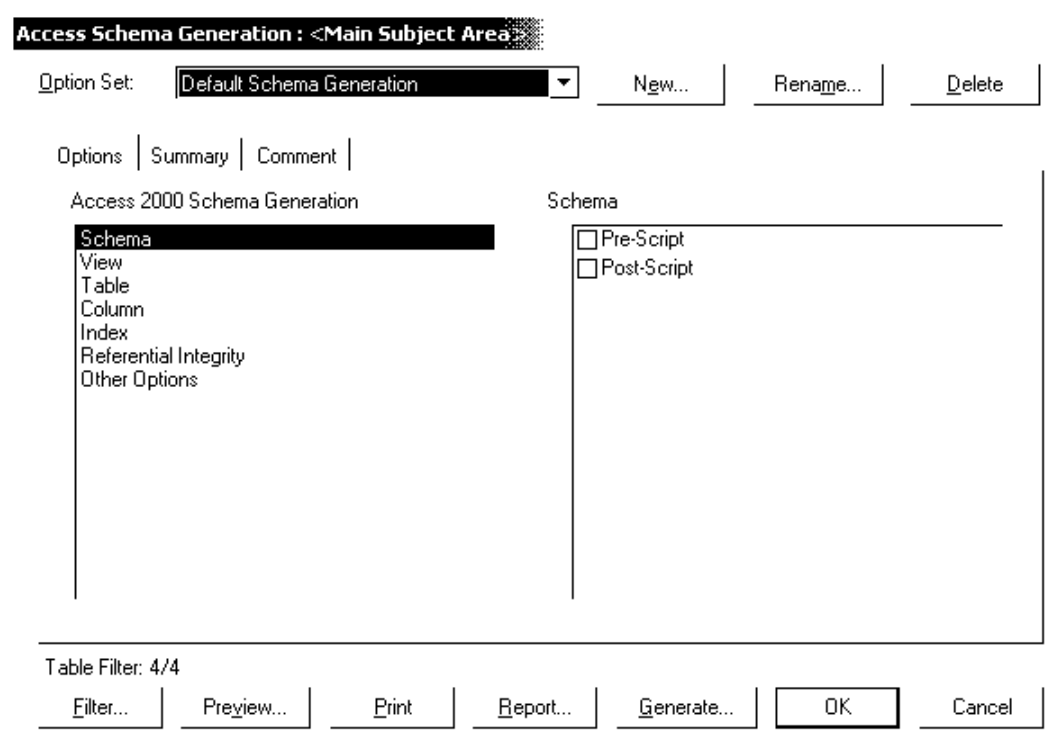 Access Schema Generation : <Main Subject Area>
Option Set: Default Schema Generation New... Rename... Delete
Options Summary Comment
Access 2000 Schema Generation Schema
Schema Pre-Script
View Post-Script
Table
Column
Index
Referential Integrity
Other Options
Table Filter: 4/4
Filter... Preview... Print Report... Generate... OK Cancel